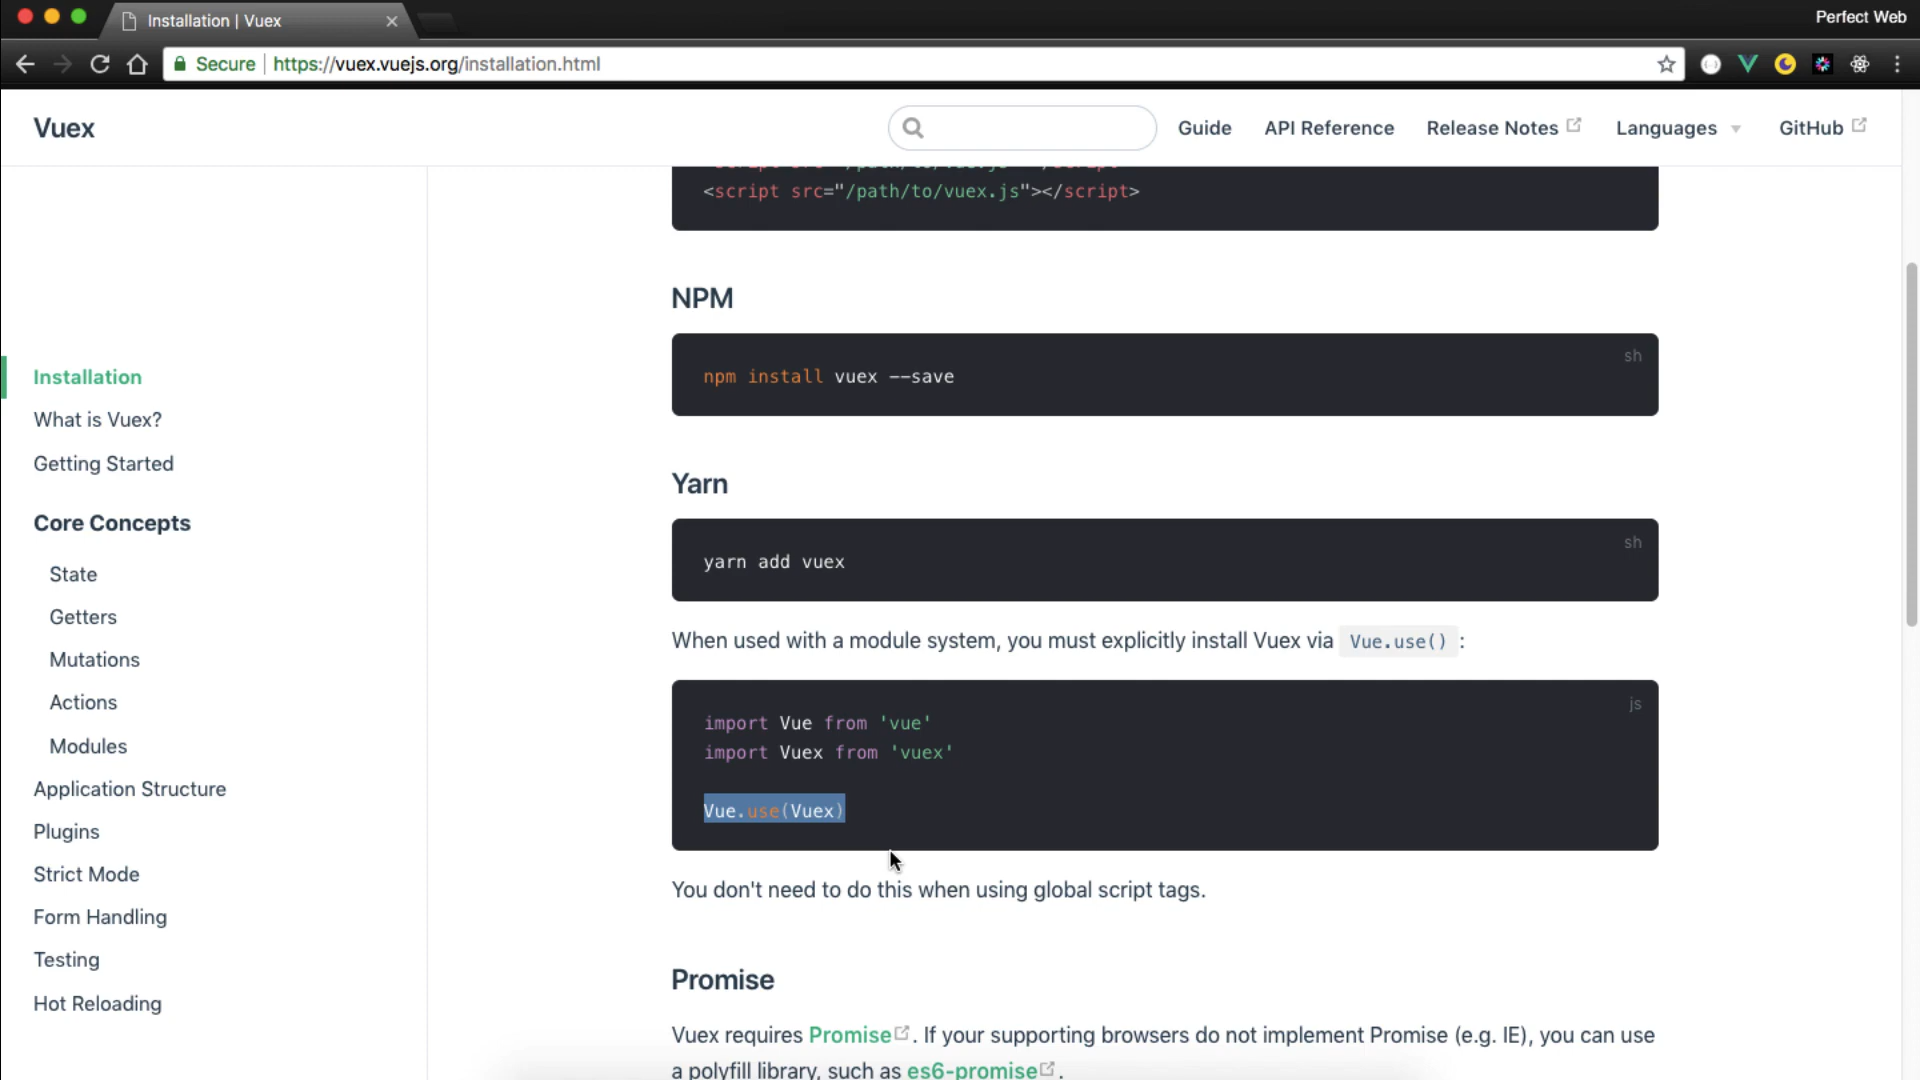 Installation | Vuex
Perfect Web
Secure https://vuex.vuejs.org/installation.html
Vuex
Guide
API Reference
Release Notes
Languages
GitHub
<script src="/path/to/vuex.js"></script>
NPM
sh
npm install vuex --save
Yarn
sh
yarn add vuex
When used with a module system, you must explicitly install Vuex via Vue.use() :
js
import Vue from 'vue'
import Vuex from 'vuex'
Vue.use(Vuex)
You don't need to do this when using global script tags.
Promise
Vuex requires Promise. If your supporting browsers do not implement Promise (e.g. IE), you can use
a polyfill library, such as es6-promise.
Installation
What is Vuex?
Getting Started
Core Concepts
State
Getters
Mutations
Actions
Modules
Application Structure
Plugins
Strict Mode
Form Handling
Testing
Hot Reloading